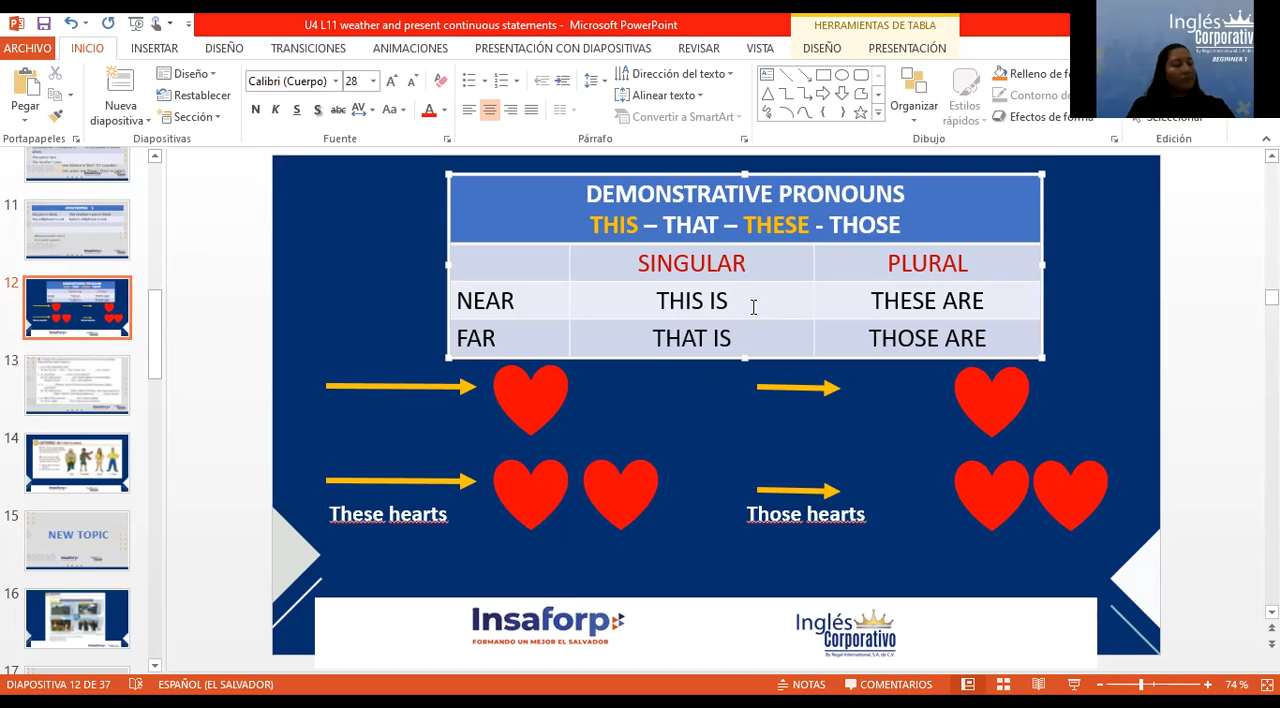 U4 L11 weather and present continuous statements - Microsoft PowerPoint
HERRAMIENTAS DE TABLA
ARCHIVO INICIO INSERTAR DISEÑO TRANSICIONES ANIMACIONES PRESENTACIÓN CON DIAPOSITIVAS REVISAR VISTA DISEÑO PRESENTACIÓN
Inglés
Corporativo
BEGINNER 1
Pegar
Nueva
diapositiva
Diseño
Restablecer
Sección
Calibri (Cuerpo) 28
N K S S abc AV Aa A
Dirección del texto
Alinear texto
Convertir a SmartArt
Organizar
Estilos
rápidos
Relleno de fo
Contorno de
Efectos de forma
Seleccionar
Portapapeles Diapositivas Fuente Párrafo Dibujo Edición
11
12
13
14
15
NEW TOPIC
16
17
DEMONSTRATIVE PRONOUNS
THIS – THAT – THESE - THOSE
SINGULAR PLURAL
NEAR THIS IS THESE ARE
FAR THAT IS THOSE ARE
These hearts
Those hearts
Insaforp
FORMANDO UN MEJOR EL SALVADOR
Inglés
Corporativo
By Regal International, S.A. de C.V.
DIAPOSITIVA 12 DE 37 ESPAÑOL (EL SALVADOR) NOTAS COMENTARIOS 74 %